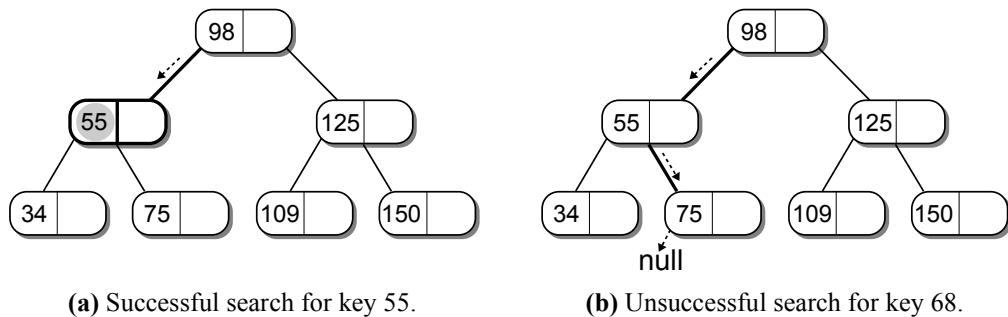 98 98
55 125 55 125
34 75 109 150 34 75 109 150
null
(a) Successful search for key 55. (b) Unsuccessful search for key 68.